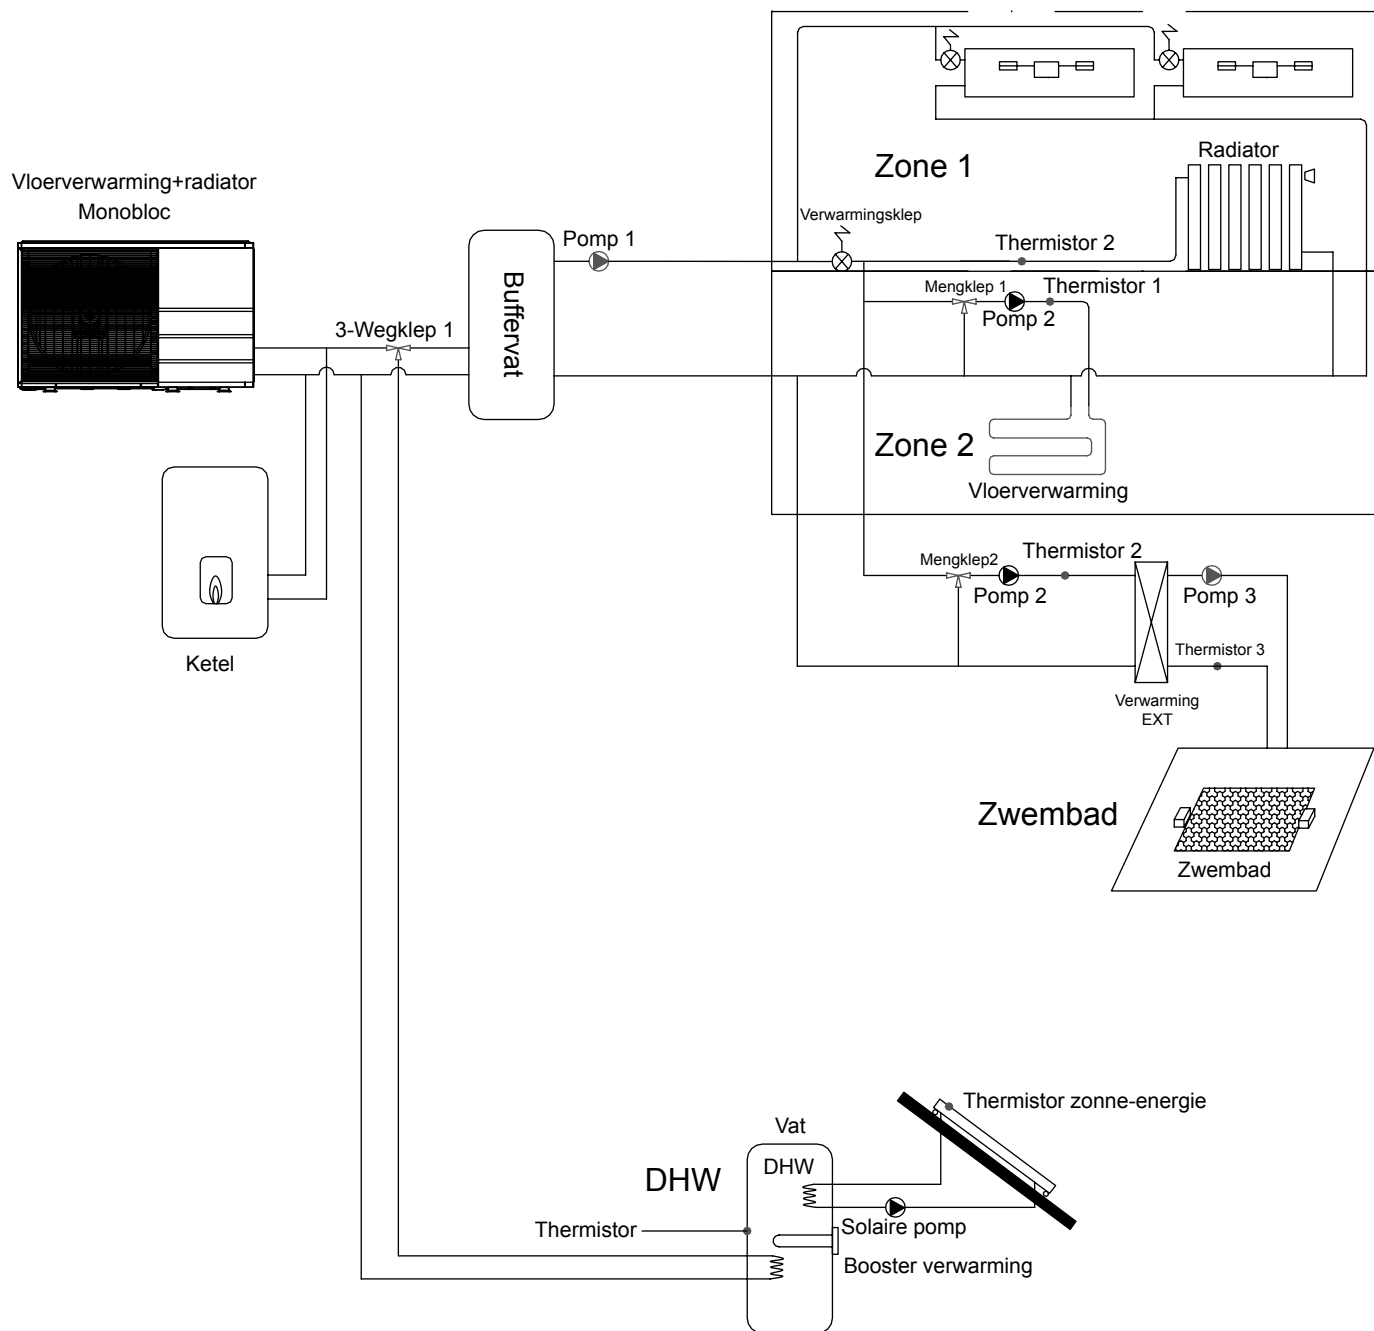 Vloerverwarming+radiator
Monobloc
Zone 1
Radiator
Verwarmingsklep
Pomp 1
Thermistor 2
Buffervat
Mengklep 1
Thermistor 1
Pomp 2
3-Wegklep 1
Zone 2
Vloerverwarming
Mengklep2
Thermistor 2
Pomp 2
Pomp 3
Ketel
Thermistor 3
Verwarming
EXT
Zwembad
Zwembad
Thermistor zonne-energie
Vat
DHW
DHW
Thermistor
Solaire pomp
Booster verwarming